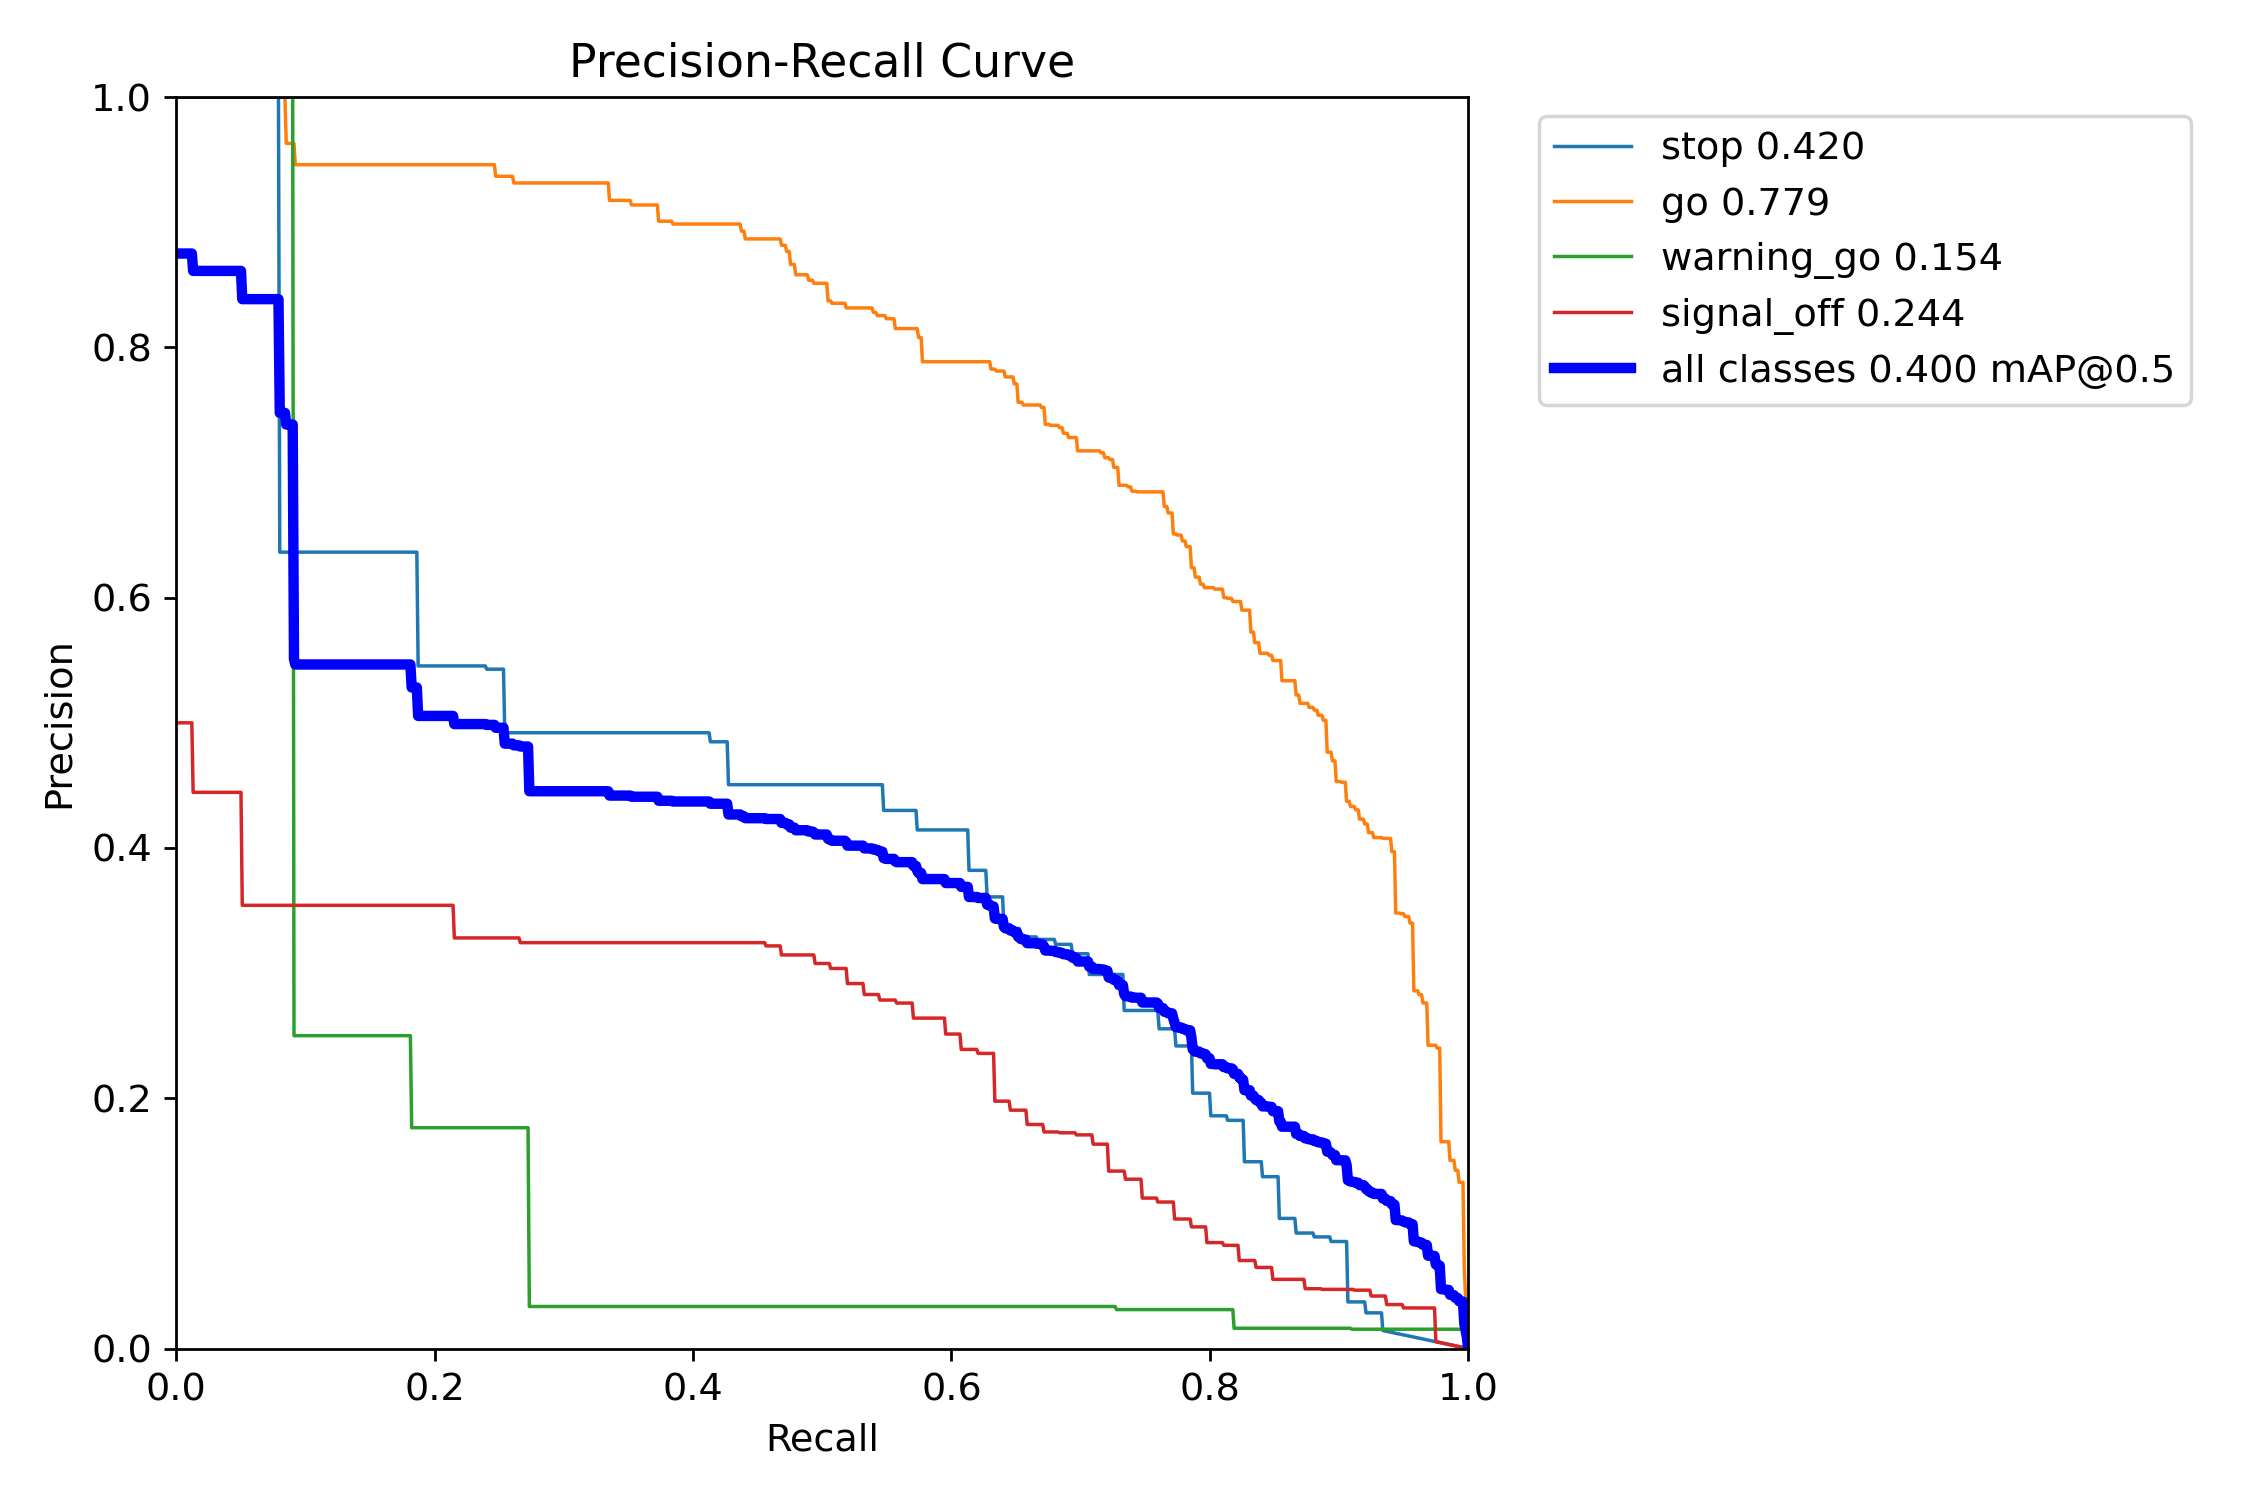 Precision-Recall Curve
1.0
0.8
0.6
0.4
0.2
0.0
Precision
0.0 0.2 0.4 0.6 0.8 1.0
Recall
stop 0.420
go 0.779
warning_go 0.154
signal_off 0.244
all classes 0.400 mAP@0.5